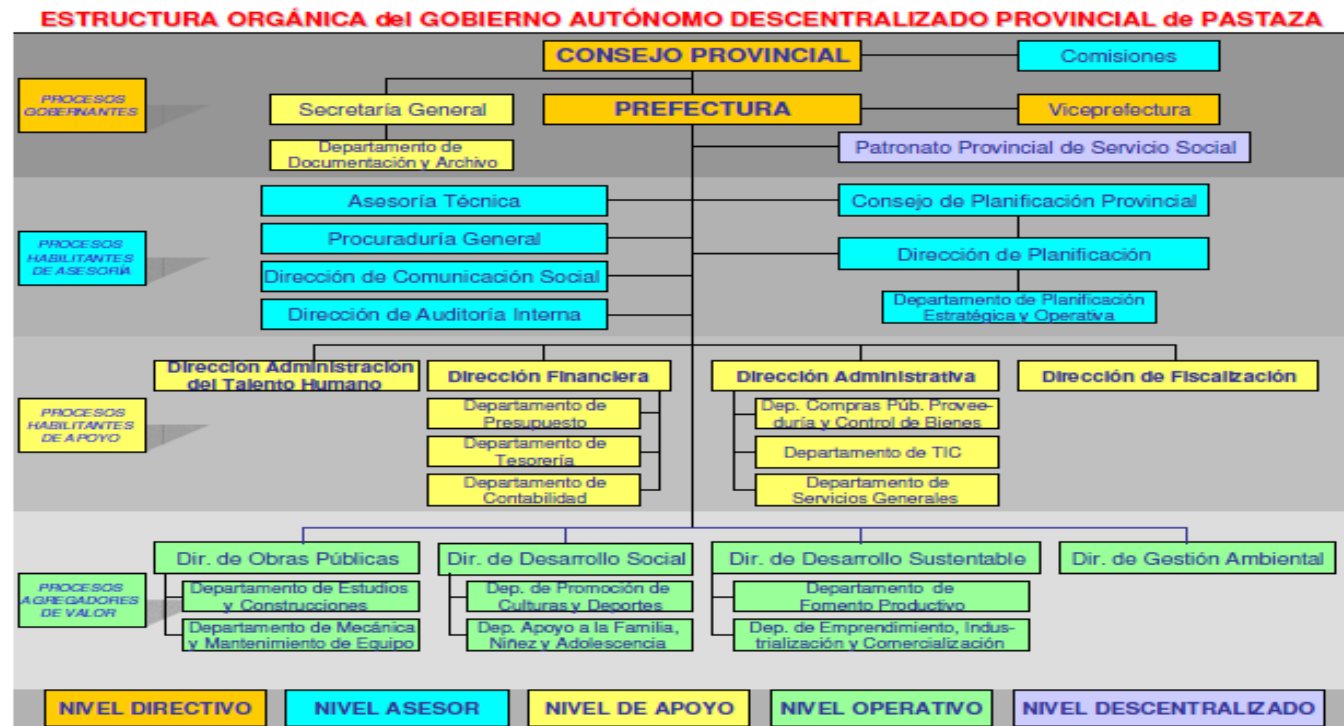 ESTRUCTURA ORGÁNICA del GOBIERNO AUTÓNOMO DESCENTRALIZADO PROVINCIAL de PASTAZA
CONSEJO PROVINCIAL
Comisiones
PROCESOS
GOBERNANTES
Secretaría General
PREFECTURA
Viceprefectura
Departamento de
Documentación y Archivo
Patronato Provincial de Servicio Social
PROCESOS
HABILITANTES
DE ASESORÍA
Asesoría Técnica
Consejo de Planificación Provincial
Procuraduría General
Dirección de Planificación
Dirección de Comunicación Social
Dirección de Auditoría Interna
Departamento de Planificación
Estratégica y Operativa
PROCESOS
HABILITANTES
DE APOYO
Dirección Administración
del Talento Humano
Dirección Financiera
Dirección Administrativa
Dirección de Fiscalización
Departamento de
Presupuesto
Dep. Compras Púb. Provee-
duría y Control de Bienes
Departamento de
Tesorería
Departamento de TIC
Departamento de
Contabilidad
Departamento de
Servicios Generales
PROCESOS
AGREGADORES
DE VALOR
Dir. de Obras Públicas
Dir. de Desarrollo Social
Dir. de Desarrollo Sustentable
Dir. de Gestión Ambiental
Departamento de Estudios
y Construcciones
Dep. de Promoción de
Culturas y Deportes
Departamento de
Fomento Productivo
Departamento de Mecánica
y Mantenimiento de Equipo
Dep. Apoyo a la Familia,
Niñez y Adolescencia
Dep. de Emprendimiento, Indus-
trialización y Comercialización
NIVEL DIRECTIVO
NIVEL ASESOR
NIVEL DE APOYO
NIVEL OPERATIVO
NIVEL DESCENTRALIZADO